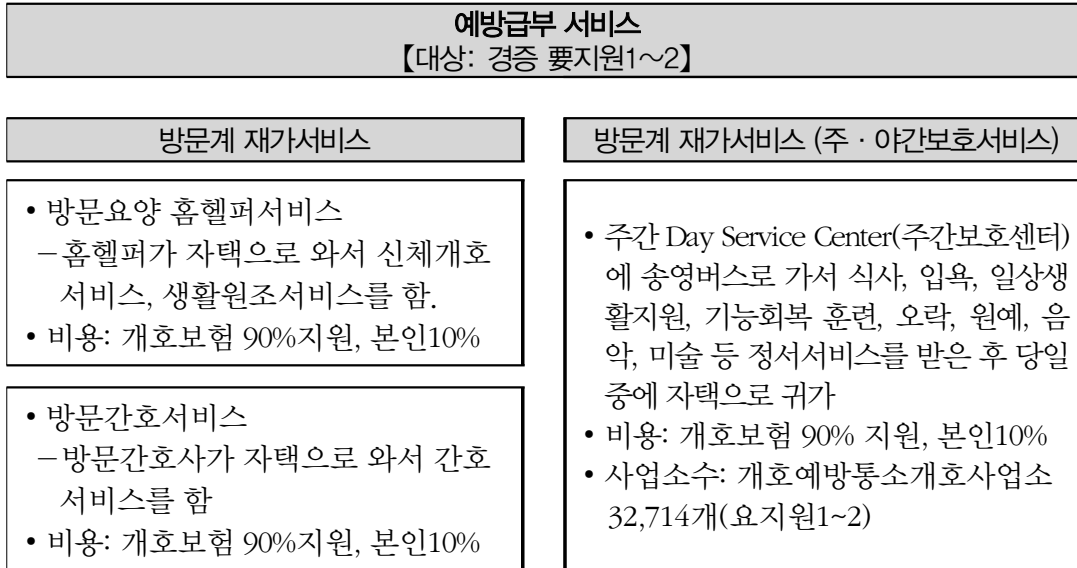 예방급부 서비스
【대상: 경증 要지원1～2】
방문계 재가서비스
• 방문요양 홈헬퍼서비스
－홈헬퍼가 자택으로 와서 신체개호
서비스, 생활원조서비스를 함.
• 비용: 개호보험 90%지원, 본인10%
• 방문간호서비스
－방문간호사가 자택으로 와서 간호
서비스를 함
• 비용: 개호보험 90%지원, 본인10%
방문계 재가서비스 (주 · 야간보호서비스)
• 주간 Day Service Center(주간보호센터)
에 송영버스로 가서 식사, 입욕, 일상생
활지원, 기능회복 훈련, 오락, 원예, 음
악, 미술 등 정서서비스를 받은 후 당일
중에 자택으로 귀가
• 비용: 개호보험 90% 지원, 본인10%
• 사업소수: 개호예방통소개호사업소
32,714개(요지원1~2)